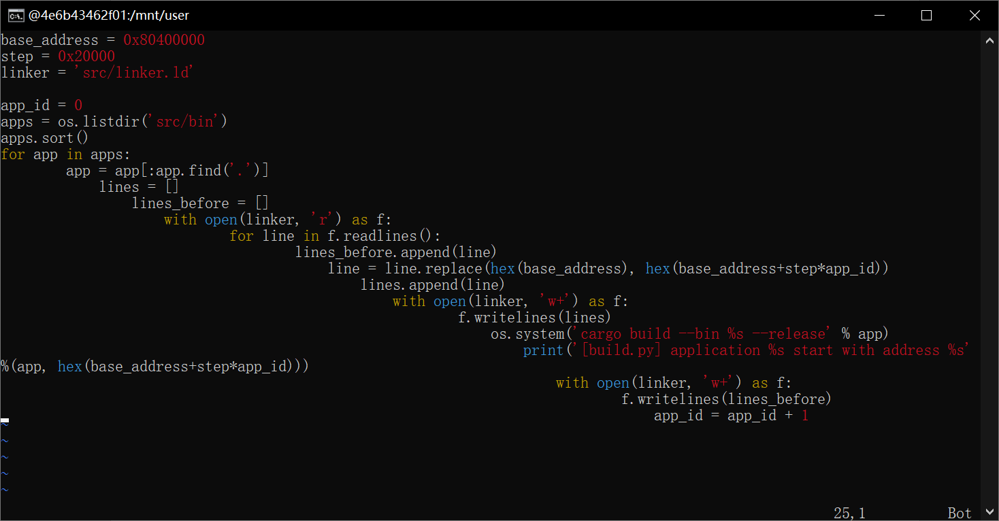 @4e6b43462f01:/mnt/user
base_address = 0x80400000
step = 0x20000
linker = 'src/linker.ld'
app_id = 0
apps = os.listdir('src/bin')
apps.sort()
for app in apps:
app = app[:app.find('.')]
lines = []
lines_before = []
with open(linker, 'r') as f:
for line in f.readlines():
lines_before.append(line)
line = line.replace(hex(base_address), hex(base_address+step*app_id))
lines.append(line)
with open(linker, 'w+') as f:
f.writelines(lines)
os.system('cargo build --bin %s --release' % app)
print('[build.py] application %s start with address %s'
%(app, hex(base_address+step*app_id)))
with open(linker, 'w+') as f:
f.writelines(lines_before)
app_id = app_id + 1
~
~
~
~
~
25,1 Bot